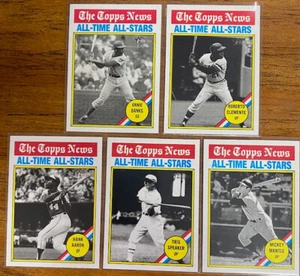 The Topps News
ALL-TIME ALL-STARS
ERNIE BANKS
SS
The Topps News
ALL-TIME ALL-STARS
ROBERTO CLEMENTE
OF
The Topps News
ALL-TIME ALL-STARS
HANK AARON
OF
The Topps News
ALL-TIME ALL-STARS
TRIS SPEAKER
OF
The Topps News
ALL-TIME ALL-STARS
MICKEY MANTLE
OF